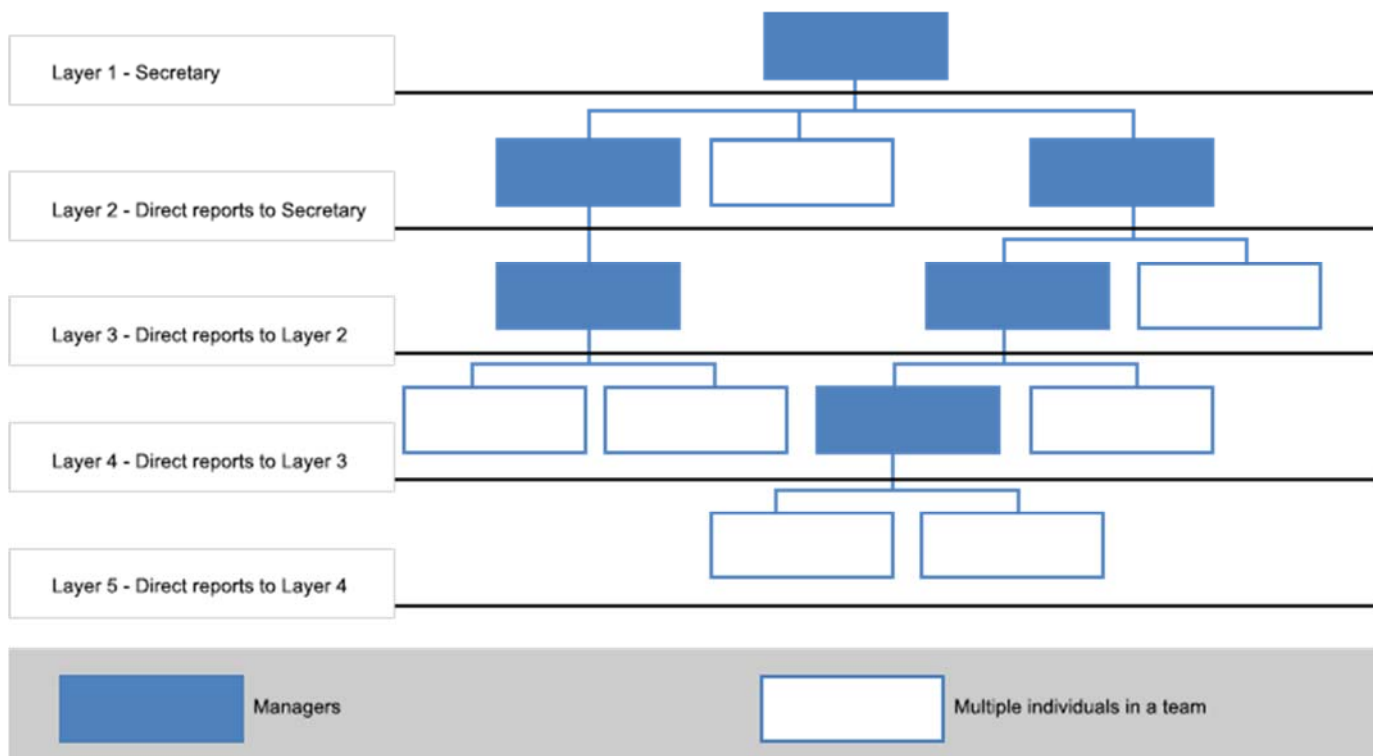 Layer 1 - Secretary
Layer 2 - Direct reports to Secretary
Layer 3 - Direct reports to Layer 2
Layer 4 - Direct reports to Layer 3
Layer 5 - Direct reports to Layer 4
Managers
Multiple individuals in a team